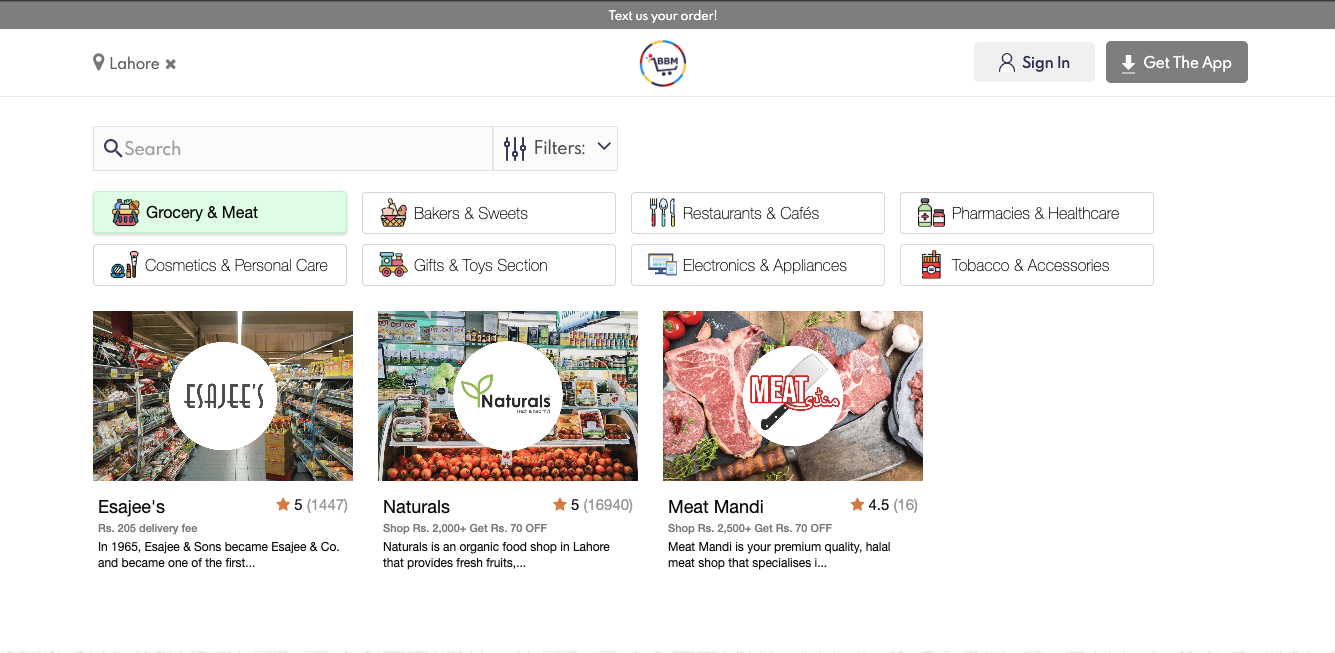 Text us your order!
Lahore
BBM
Sign In
Get The App
Search
Filters:
Grocery & Meat
Bakers & Sweets
Restaurants & Cafés
Pharmacies & Healthcare
Cosmetics & Personal Care
Gifts & Toys Section
Electronics & Appliances
Tobacco & Accessories
ESAJEE'S
Naturals
MEAT
Esajee's
5 (1447)
Rs. 205 delivery fee
In 1965, Esajee & Sons became Esajee & Co.
and became one of the first...
Naturals
5 (16940)
Shop Rs. 2,000+ Get Rs. 70 OFF
Naturals is an organic food shop in Lahore
that provides fresh fruits,...
Meat Mandi
4.5 (16)
Shop Rs. 2,500+ Get Rs. 70 OFF
Meat Mandi is your premium quality, halal
meat shop that specialises i...